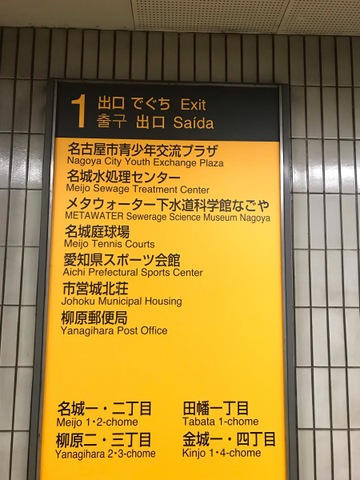 1 出口 でぐち Exit
출구 出口 Saída
名古屋市青少年交流プラザ
Nagoya City Youth Exchange Plaza
名城水処理センター
Meijo Sewage Treatment Center
メタウォーター下水道科学館なごや
METAWATER Sewerage Science Museum Nagoya
名城庭球場
Meijo Tennis Courts
愛知県スポーツ会館
Aichi Prefectural Sports Center
市営城北荘
Johoku Municipal Housing
柳原郵便局
Yanagihara Post Office
名城一・二丁目 田幡一丁目
Meijo 1・2-chome Tabata 1-chome
柳原二・三丁目 金城一・四丁目
Yanagihara 2・3-chome Kinjo 1・4-chome